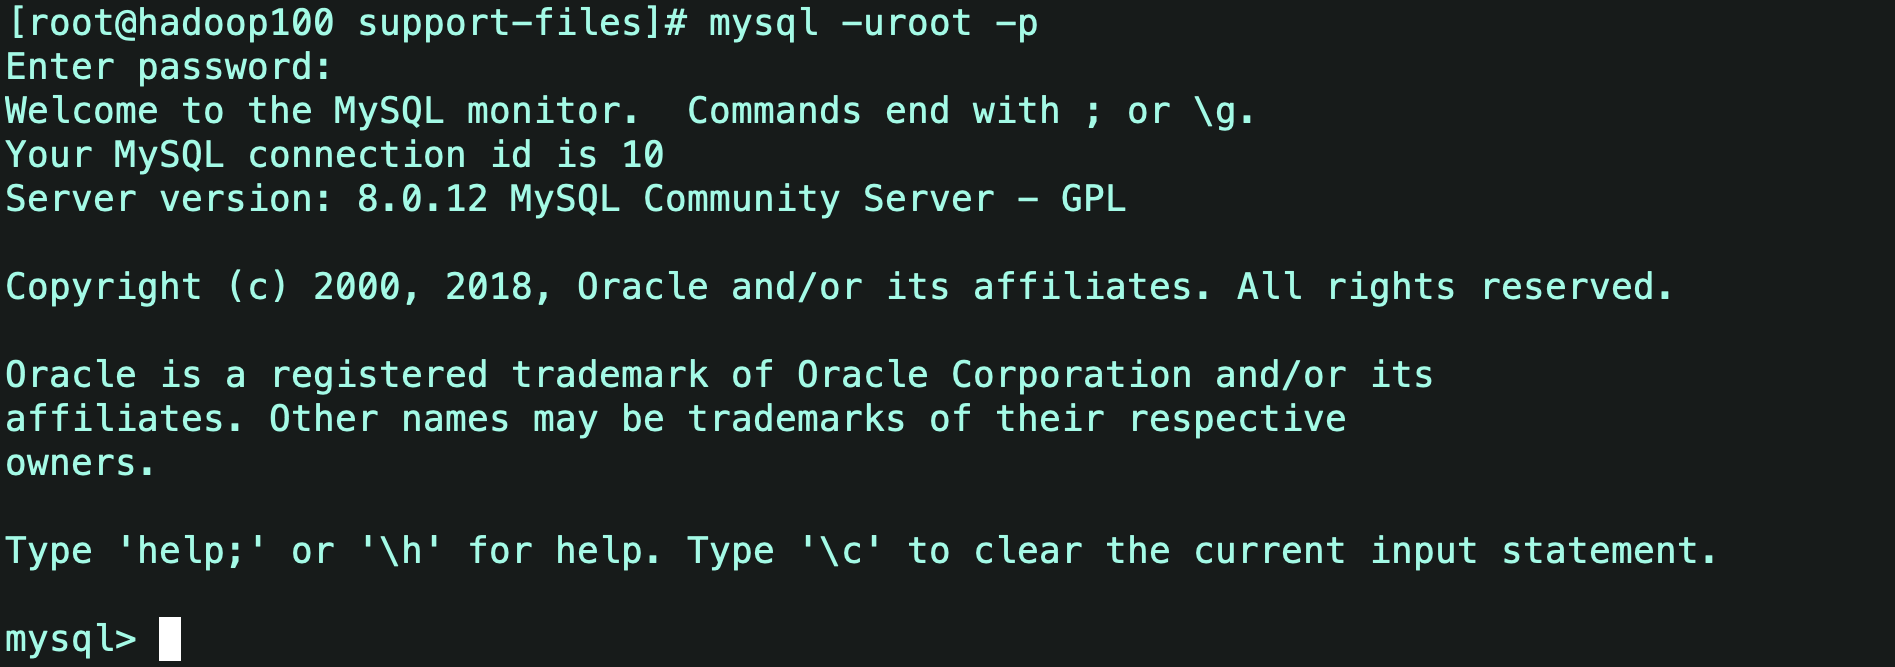 [root@hadoop100 support-files]# mysql -uroot -p
Enter password:
Welcome to the MySQL monitor.  Commands end with ; or \g.
Your MySQL connection id is 10
Server version: 8.0.12 MySQL Community Server - GPL

Copyright (c) 2000, 2018, Oracle and/or its affiliates. All rights reserved.

Oracle is a registered trademark of Oracle Corporation and/or its
affiliates. Other names may be trademarks of their respective
owners.

Type 'help;' or '\h' for help. Type '\c' to clear the current input statement.

mysql>